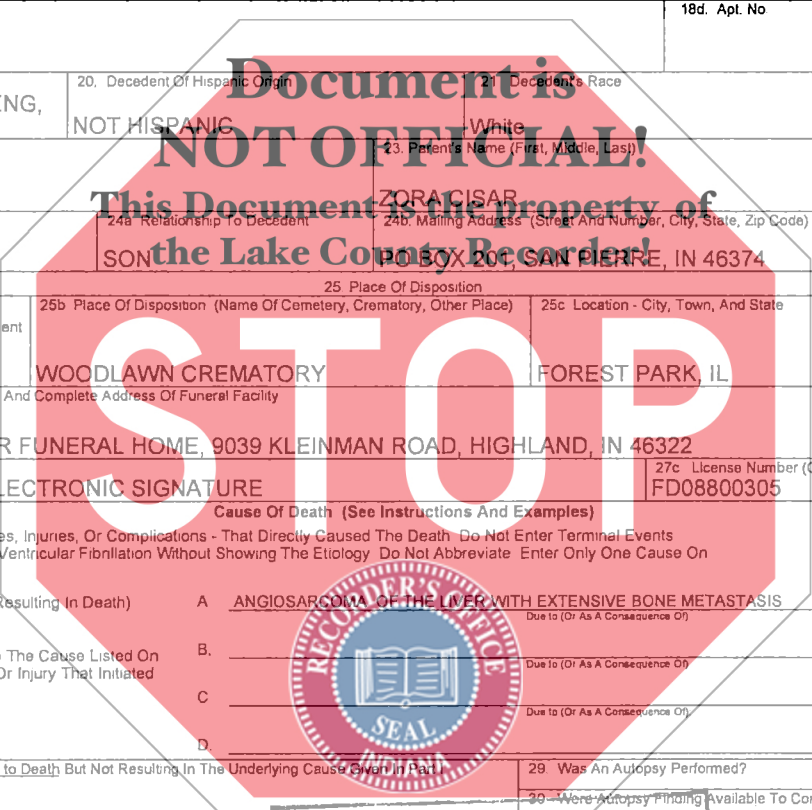 18d. Apt. No
20. Decedent Of Hispanic Origin
21 Decedent's Race
NG,
NOT HISPANIC
White
Document is
NOT OFFICIAL!
This Document is the property of
the Lake County Recorder!
23. Parent's Name (First, Middle, Last)
ZORA CISAR
24a Relationship To Decedent
24b. Mailing Address (Street And Number, City, State, Zip Code)
SON
PO BOX 201, SAN PIERRE, IN 46374
25 Place Of Disposition
25b Place Of Disposition (Name Of Cemetery, Crematory, Other Place)
25c Location - City, Town, And State
ent
WOODLAWN CREMATORY
FOREST PARK, IL
STOP
And Complete Address Of Funeral Facility
R FUNERAL HOME, 9039 KLEINMAN ROAD, HIGHLAND, IN 46322
27c License Number (
LECTRONIC SIGNATURE
FD08800305
Cause Of Death (See Instructions And Examples)
es, Injuries, Or Complications - That Directly Caused The Death Do Not Enter Terminal Events
Ventricular Fibrillation Without Showing The Etiology Do Not Abbreviate Enter Only One Cause On
Resulting In Death)
A ANGIOSARCOMA OF THE LIVER WITH EXTENSIVE BONE METASTASIS
Due to (Or As A Consequence Of)
The Cause Listed On
B.
Due to (Or As A Consequence Of)
Or Injury That Initiated
C
Due to (Or As A Consequence Of)
D.
RECORDER'S OFFICE
SEAL
INDIANA
to Death But Not Resulting In The Underlying Cause Given In Part I
29. Was An Autopsy Performed?
30 Were Autopsy Finding Available To Co